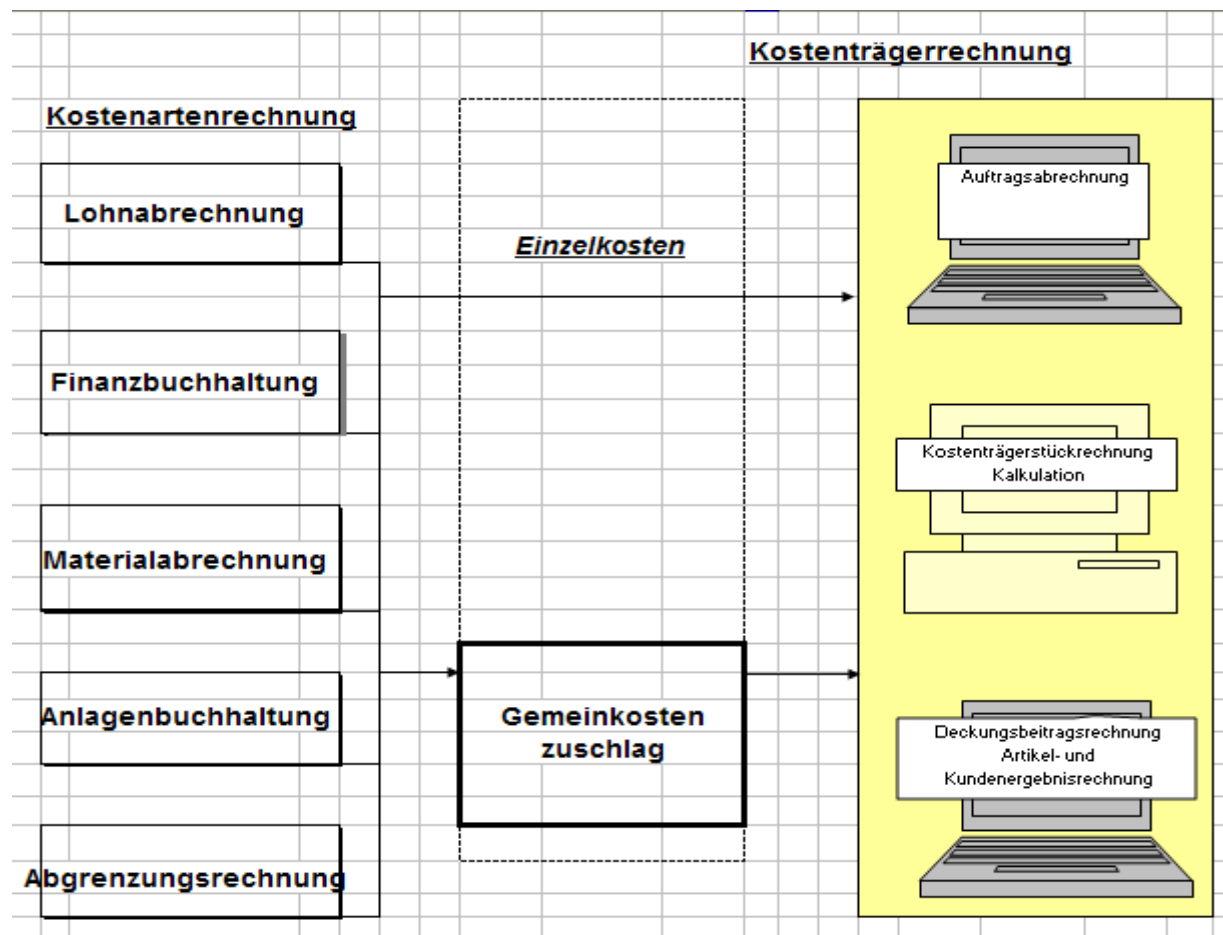 Kostenträgerrechnung
Kostenartenrechnung
Lohnabrechnung
Finanzbuchhaltung
Materialabrechnung
Anlagenbuchhaltung
Abgrenzungsrechnung
Einzelkosten
Gemeinkosten
zuschlag
Auftragsabrechnung
Kostenträgerstückrechnung
Kalkulation
Deckungsbeitragsrechnung
Artikel- und
Kundenergebnisrechnung